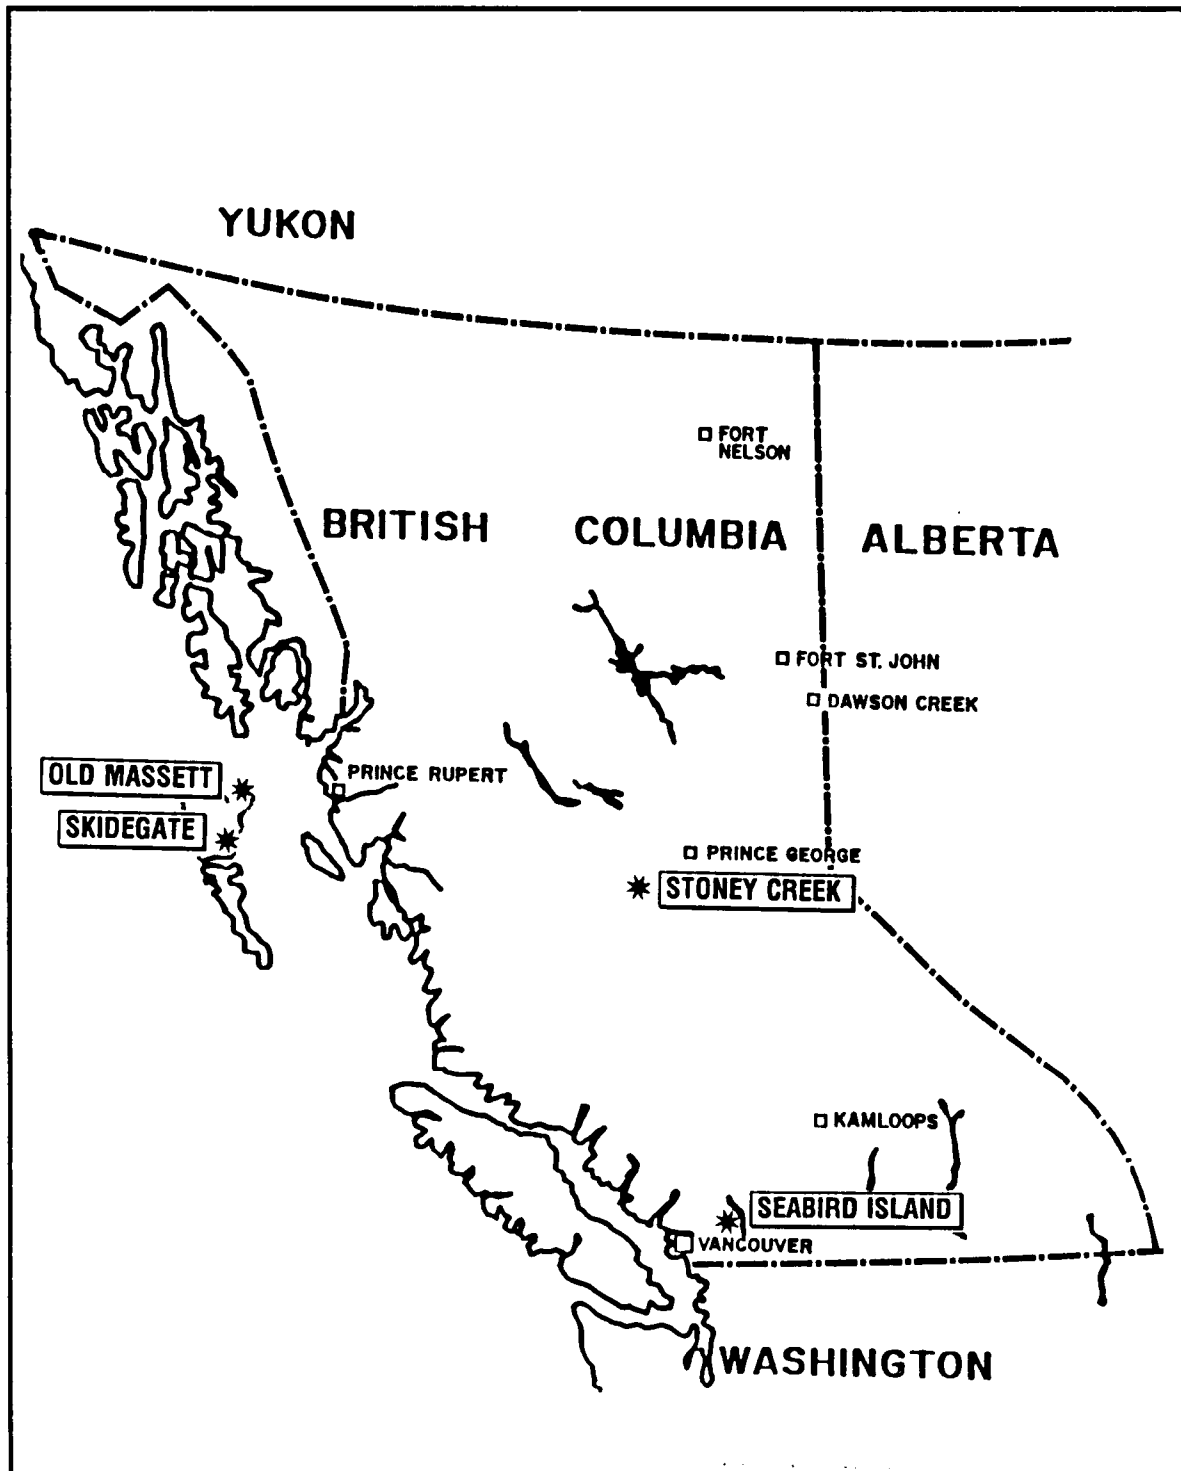 YUKON
FORT
NELSON
BRITISH COLUMBIA ALBERTA
FORT ST. JOHN
DAWSON CREEK
OLD MASSETT
PRINCE RUPERT
SKIDEGATE
PRINCE GEORGE
STONEY CREEK
KAMLOOPS
SEABIRD ISLAND
VANCOUVER
WASHINGTON